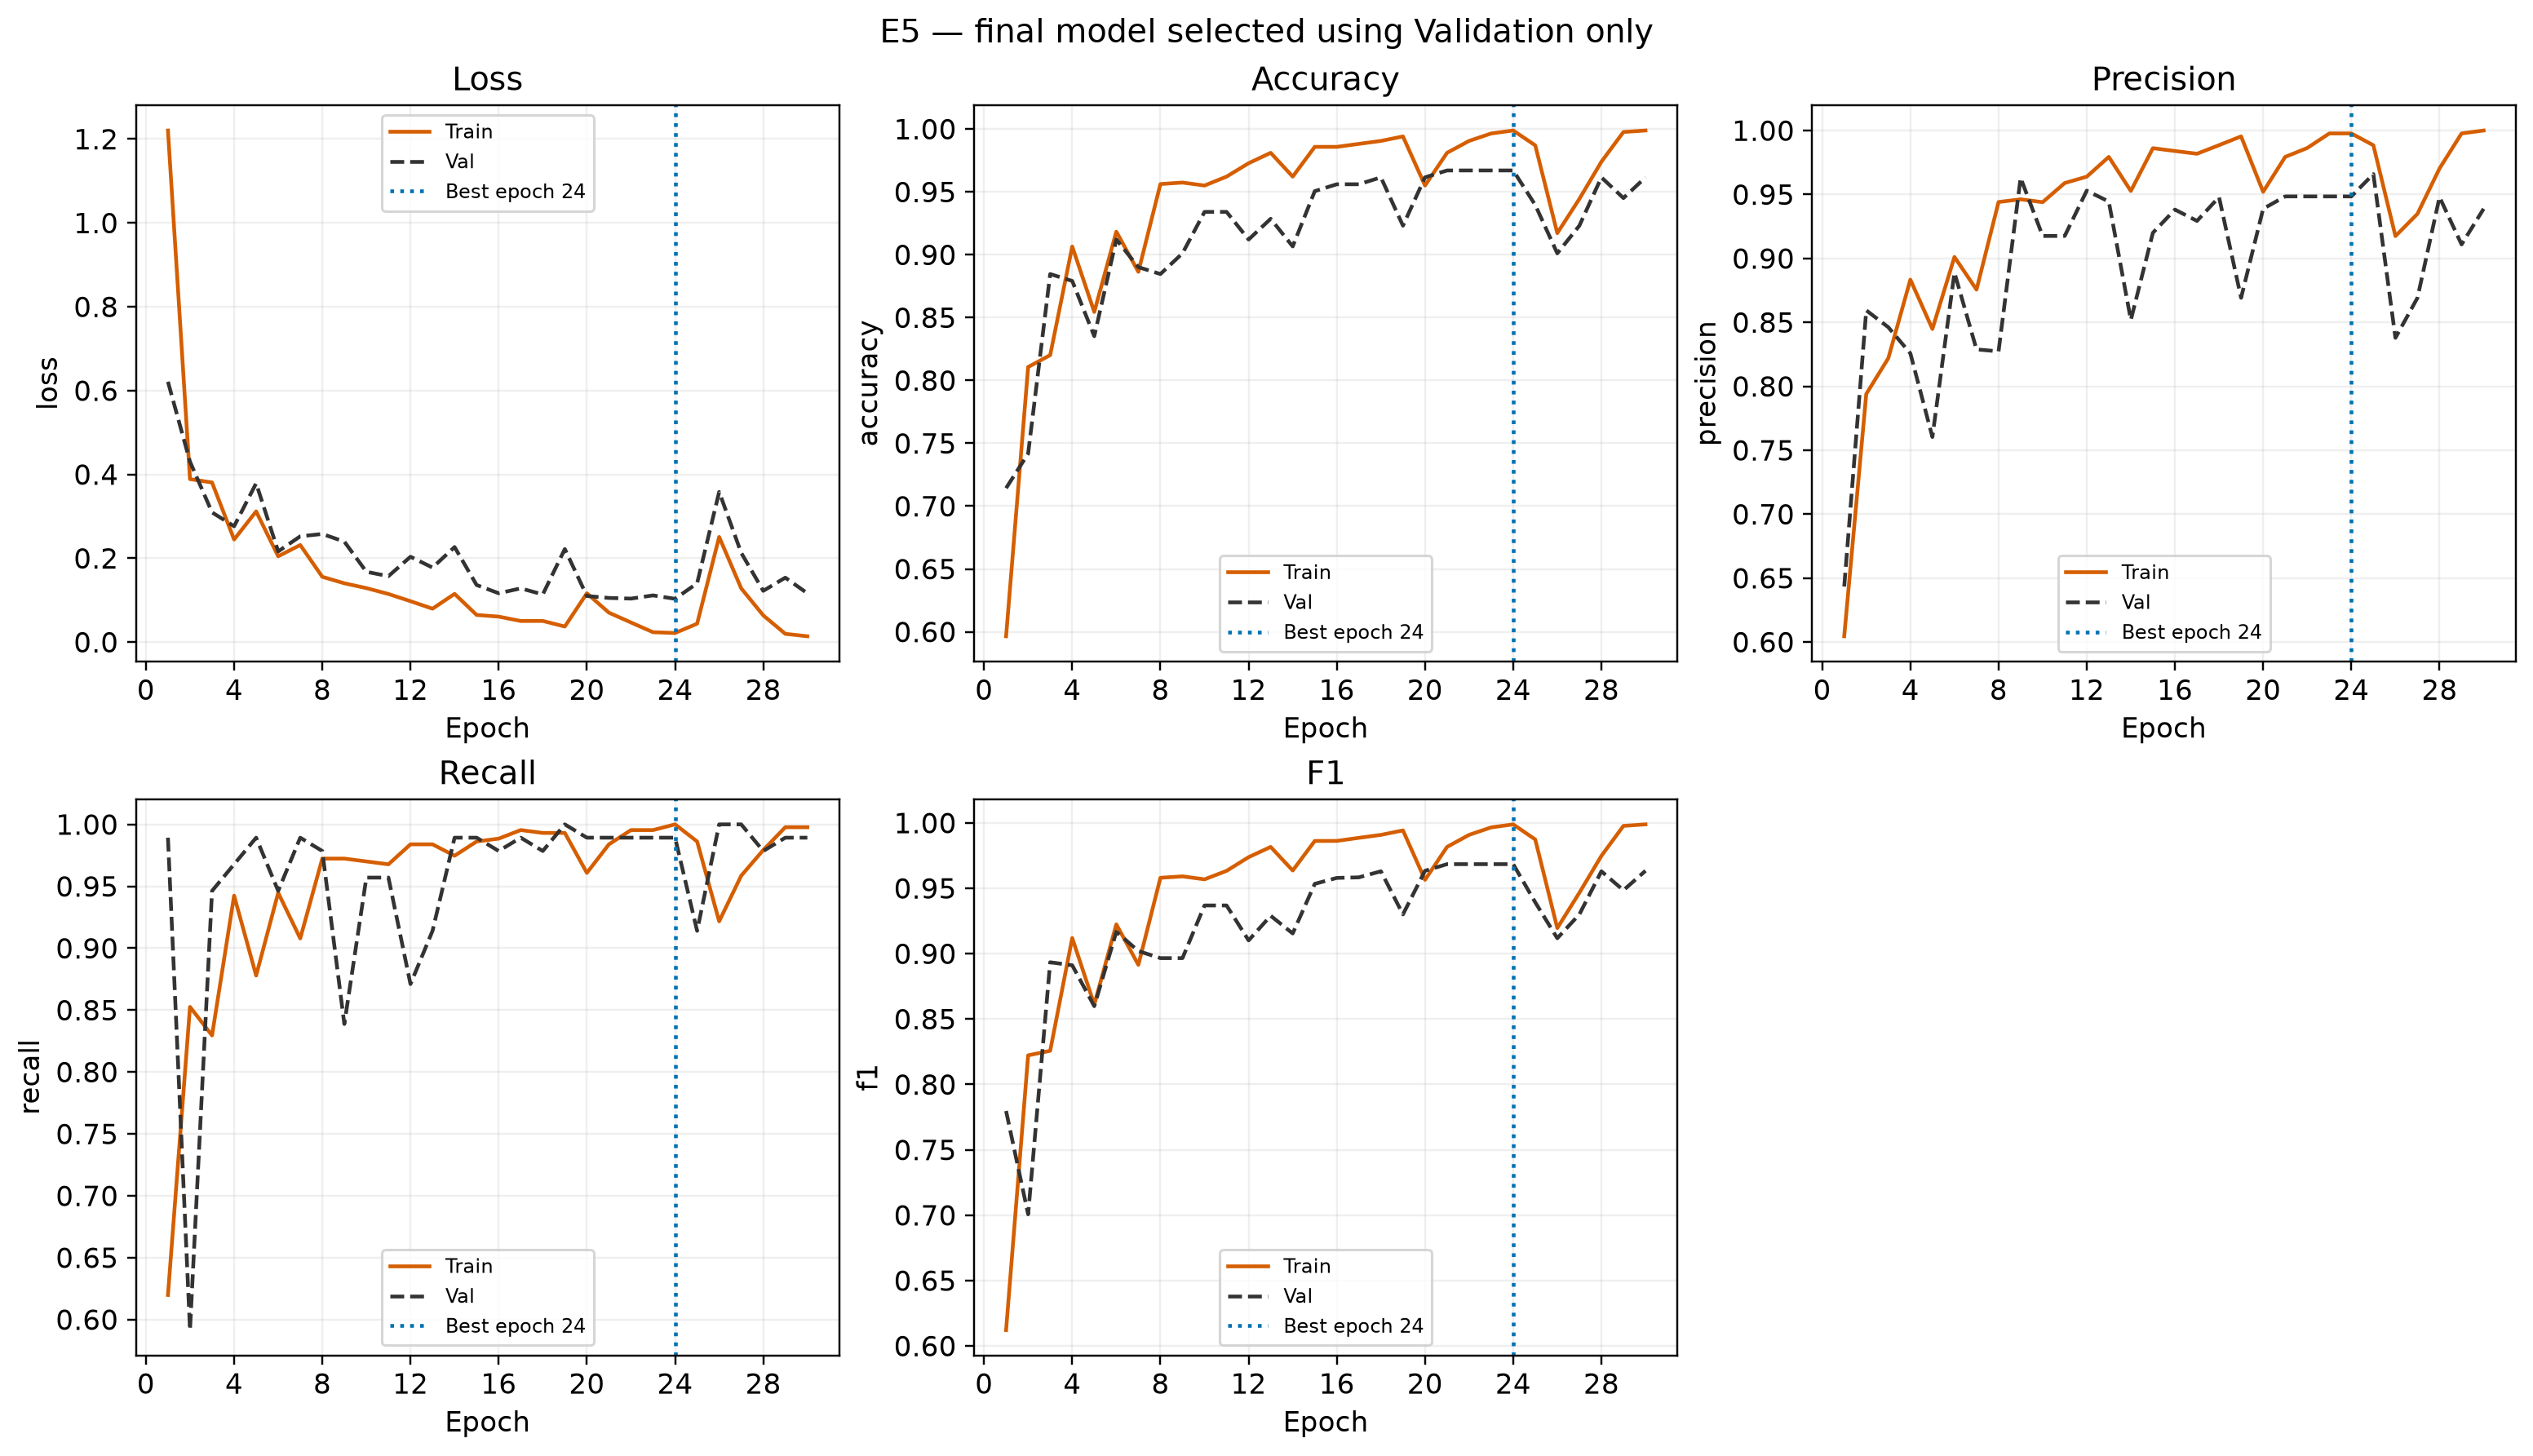 E5 — final model selected using Validation only
Loss
loss
1.2
1.0
0.8
0.6
0.4
0.2
0.0
0 4 8 12 16 20 24 28
Epoch
Train
Val
Best epoch 24
Accuracy
accuracy
1.00
0.95
0.90
0.85
0.80
0.75
0.70
0.65
0.60
0 4 8 12 16 20 24 28
Epoch
Train
Val
Best epoch 24
Precision
precision
1.00
0.95
0.90
0.85
0.80
0.75
0.70
0.65
0.60
0 4 8 12 16 20 24 28
Epoch
Train
Val
Best epoch 24
Recall
recall
1.00
0.95
0.90
0.85
0.80
0.75
0.70
0.65
0.60
0 4 8 12 16 20 24 28
Epoch
Train
Val
Best epoch 24
F1
f1
1.00
0.95
0.90
0.85
0.80
0.75
0.70
0.65
0.60
0 4 8 12 16 20 24 28
Epoch
Train
Val
Best epoch 24